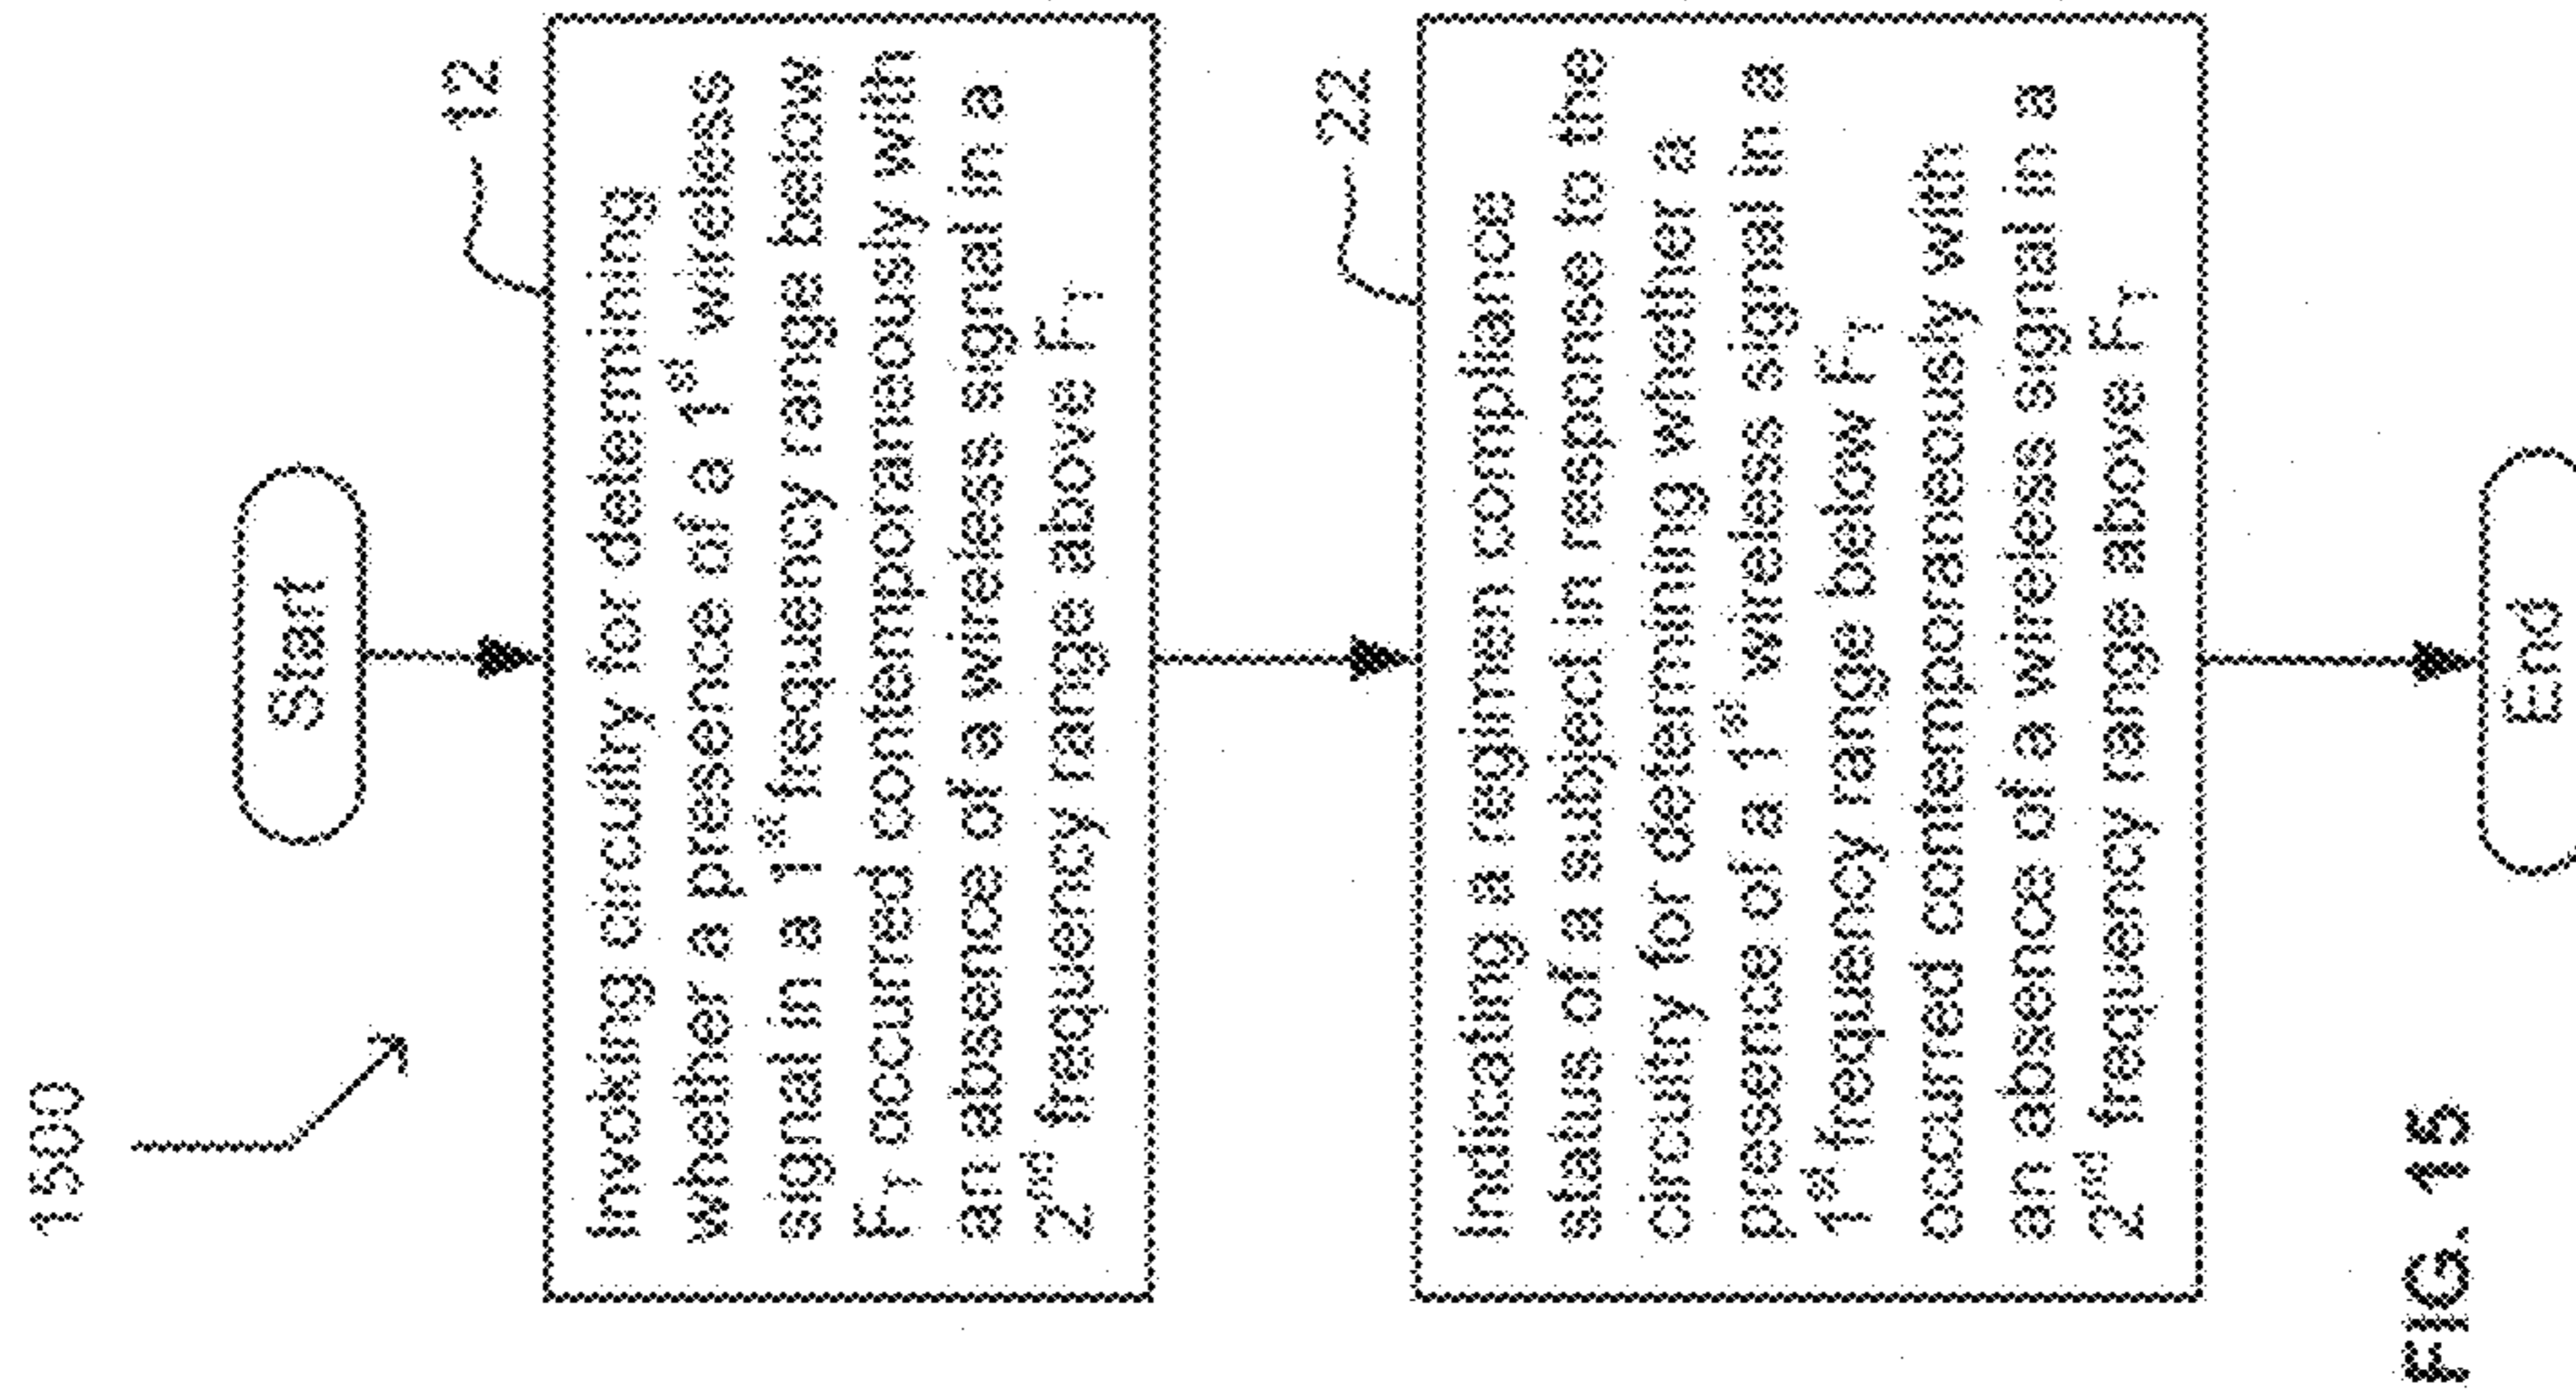 1500
Start
12
Invoking circuitry for determining
whether a presence of a 1st wireless
signal in a 1st frequency range below
FT occurred contemporaneously with
an absence of a wireless signal in a
2nd frequency range above FT
22
Indicating a regimen compliance
status of a subject in response to the
circuitry for determining whether a
presence of a 1st wireless signal in a
1st frequency range below FT
occurred contemporaneously with
an absence of a wireless signal in a
2nd frequency range above FT
End
FIG. 15